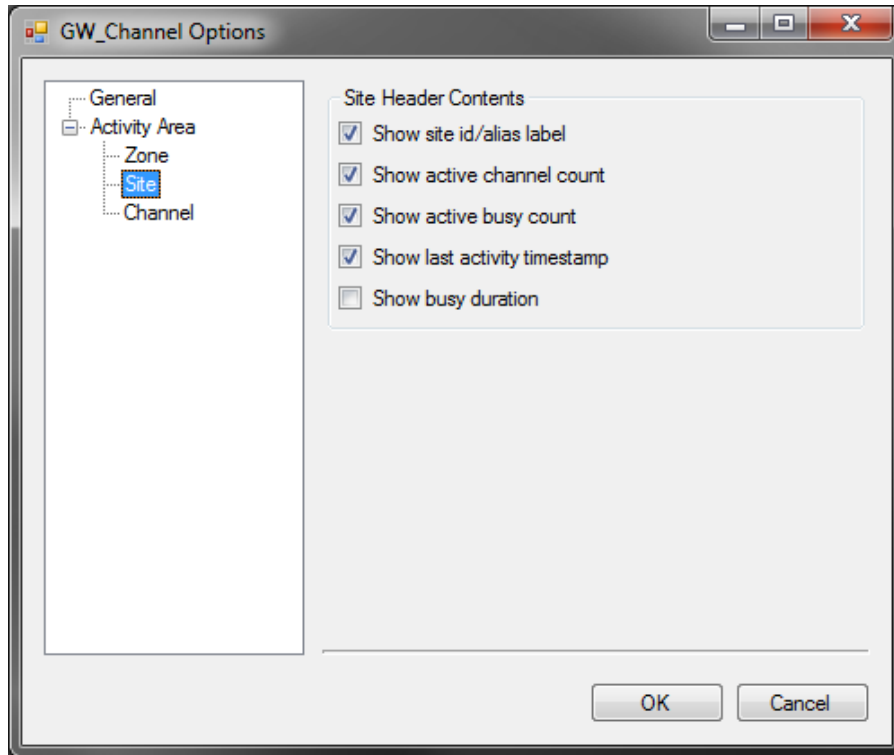 GW_Channel Options
General
Activity Area
Zone
Site
Channel
Site Header Contents
Show site id/alias label
Show active channel count
Show active busy count
Show last activity timestamp
Show busy duration
OK
Cancel